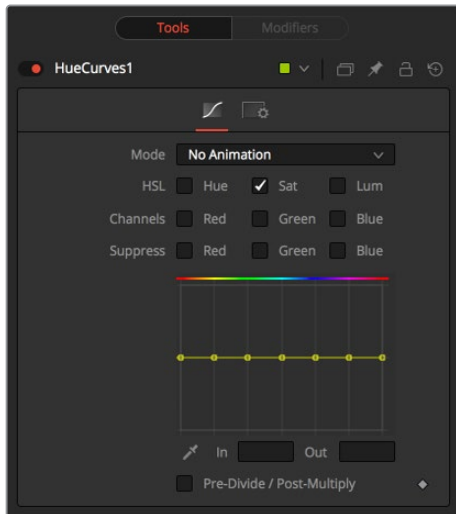 Tools Modifiers
HueCurves1
Mode No Animation
HSL Hue Sat Lum
Channels Red Green Blue
Suppress Red Green Blue
In Out
Pre-Divide / Post-Multiply